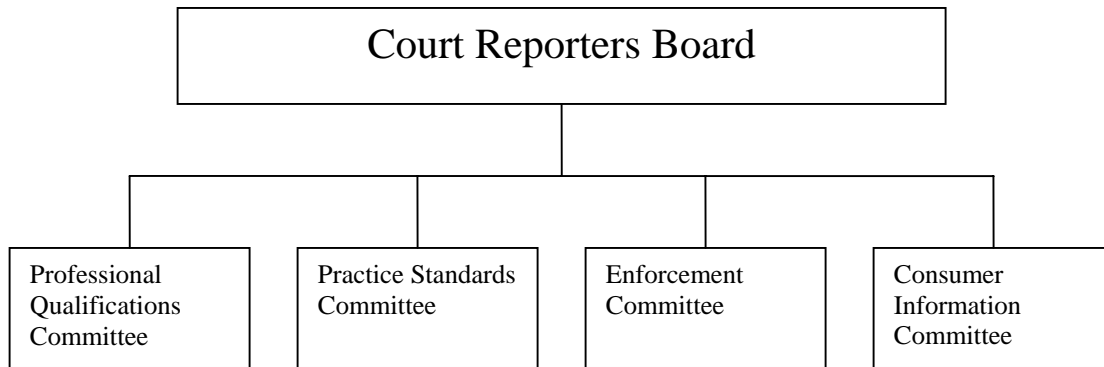 Court Reporters Board
Professional
Qualifications
Committee
Practice Standards
Committee
Enforcement
Committee
Consumer
Information
Committee